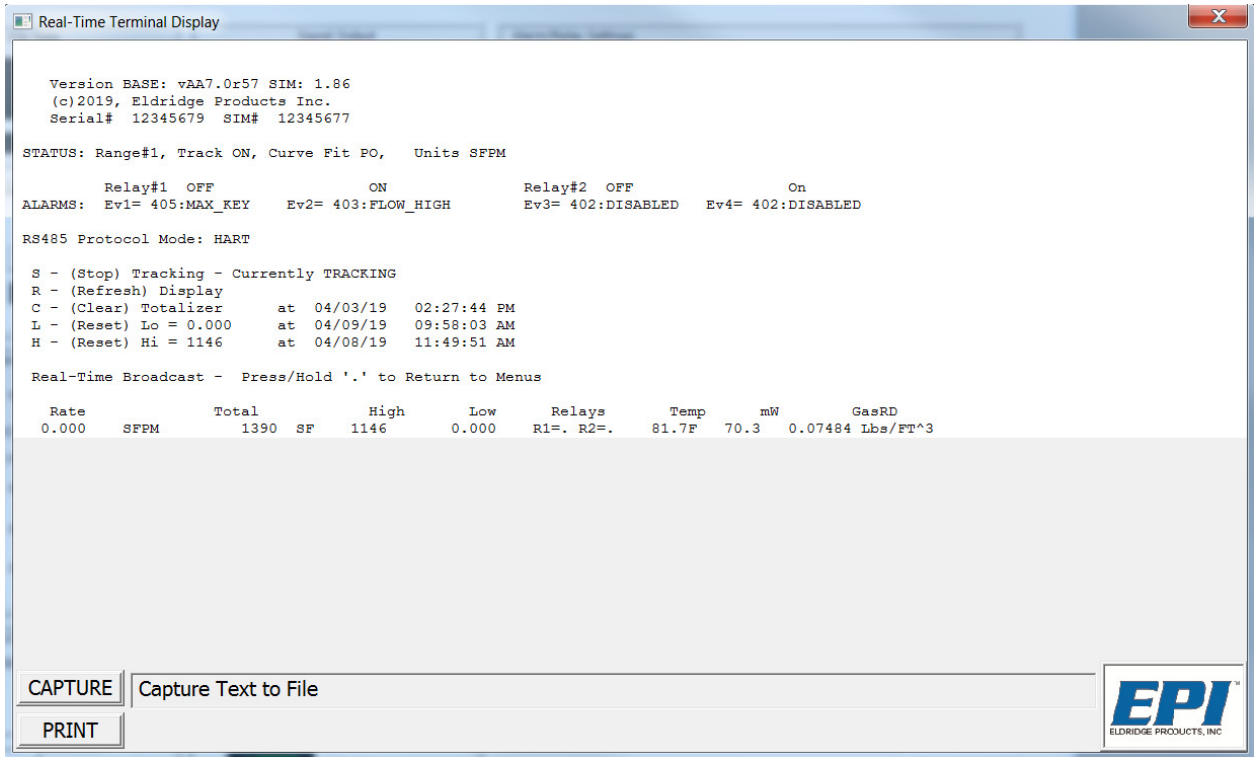 Real-Time Terminal Display
Version BASE: vAA7.0r57 SIM: 1.86
(c)2019, Eldridge Products Inc.
Serial# 12345679 SIM# 12345677
STATUS: Range#1, Track ON, Curve Fit PO, Units SFPM
Relay#1 OFF ON Relay#2 OFF On
ALARMS: Ev1= 405:MAX_KEY Ev2= 403:FLOW_HIGH Ev3= 402:DISABLED Ev4= 402:DISABLED
RS485 Protocol Mode: HART
S - (Stop) Tracking - Currently TRACKING
R - (Refresh) Display
C - (Clear) Totalizer at 04/03/19 02:27:44 PM
L - (Reset) Lo = 0.000 at 04/09/19 09:58:03 AM
H - (Reset) Hi = 1146 at 04/08/19 11:49:51 AM
Real-Time Broadcast - Press/Hold '.' to Return to Menus
Rate Total High Low Relays Temp mW GasRD
0.000 SFPM 1390 SF 1146 0.000 R1=. R2=. 81.7F 70.3 0.07484 Lbs/FT^3
CAPTURE Capture Text to File
PRINT
EPI
ELDRIDGE PRODUCTS, INC